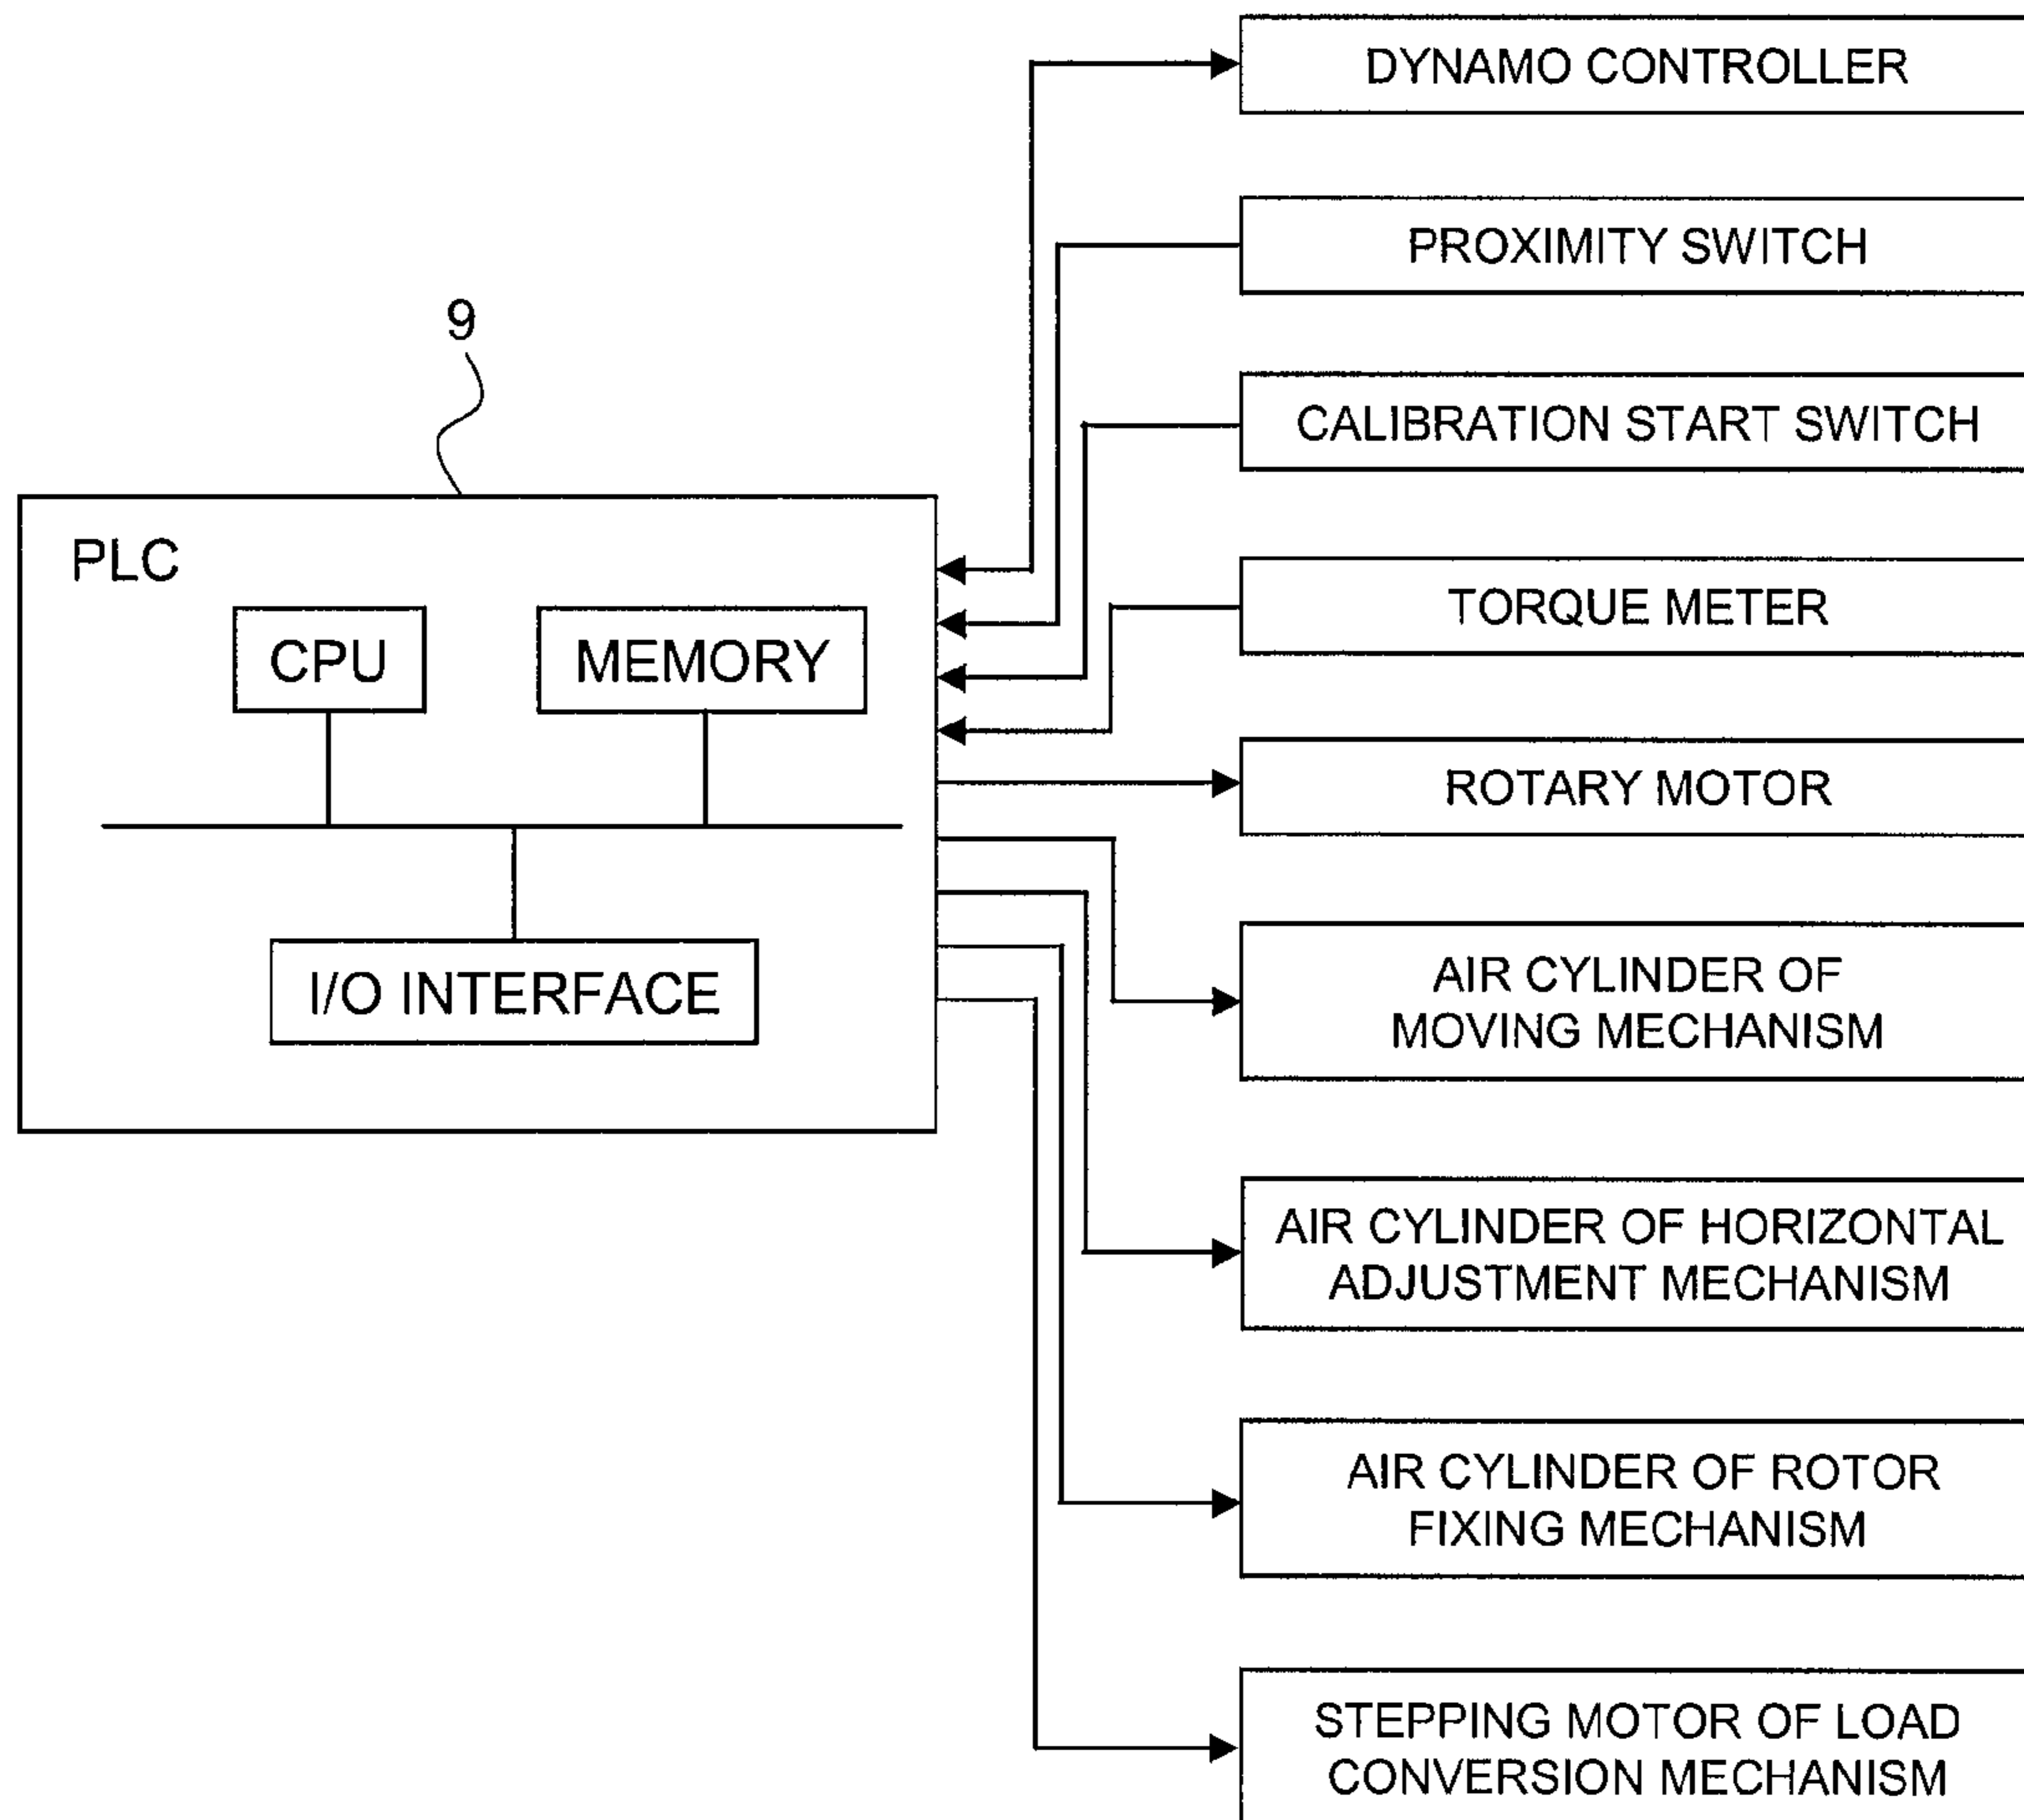 DYNAMO CONTROLLER
PROXIMITY SWITCH
CALIBRATION START SWITCH
TORQUE METER
ROTARY MOTOR
AIR CYLINDER OF
MOVING MECHANISM
AIR CYLINDER OF HORIZONTAL
ADJUSTMENT MECHANISM
AIR CYLINDER OF ROTOR
FIXING MECHANISM
STEPPING MOTOR OF LOAD
CONVERSION MECHANISM
9
PLC
CPU
MEMORY
I/O INTERFACE